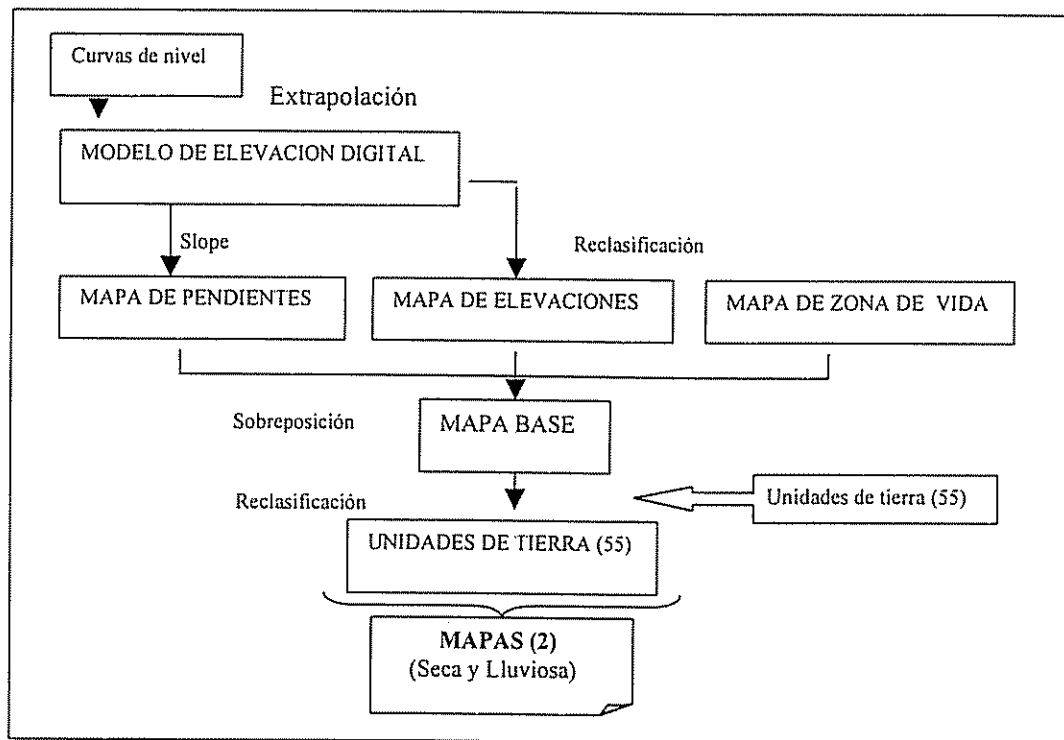 Curvas de nivel
Extrapolación
MODELO DE ELEVACION DIGITAL
Slope
Reclasificación
MAPA DE PENDIENTES
MAPA DE ELEVACIONES
MAPA DE ZONA DE VIDA
Sobreposición
MAPA BASE
Reclasificación
Unidades de tierra (55)
UNIDADES DE TIERRA (55)
MAPAS (2)
(Seca y Lluviosa)